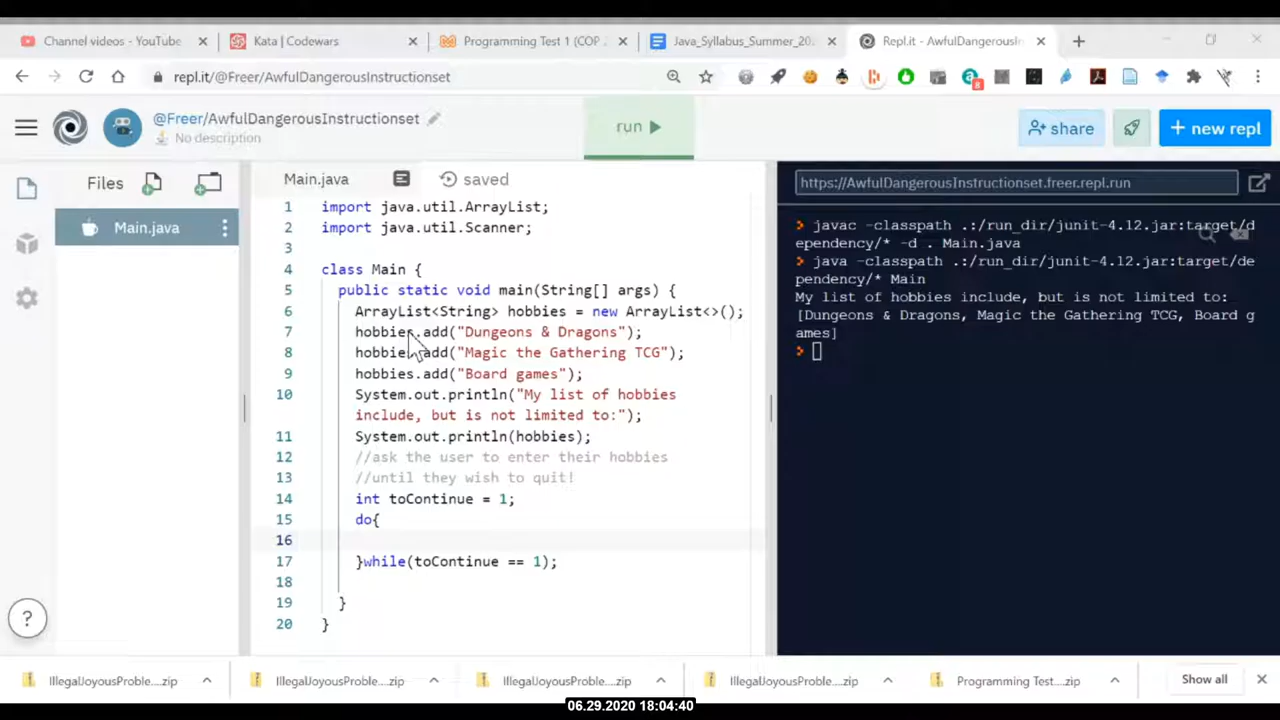 Channel videos - YouTube
Kata | Codewars
Programming Test 1 (COP 2
Java_Syllabus_Summer_20
Repl.it - AwfulDangerousIn
repl.it/@Freer/AwfulDangerousInstructionset
@Freer/AwfulDangerousInstructionset
No description
run
share
+ new repl
Files
Main.java
Main.java
saved
1 import java.util.ArrayList;
2 import java.util.Scanner;
3
4 class Main {
5 public static void main(String[] args) {
6 ArrayList<String> hobbies = new ArrayList<>();
7 hobbies.add("Dungeons & Dragons");
8 hobbies.add("Magic the Gathering TCG");
9 hobbies.add("Board games");
10 System.out.println("My list of hobbies
include, but is not limited to:");
11 System.out.println(hobbies);
12 //ask the user to enter their hobbies
13 //until they wish to quit!
14 int toContinue = 1;
15 do{
16
17 }while(toContinue == 1);
18
19 }
20 }
https://AwfulDangerousInstructionset.freer.repl.run
> javac -classpath .:/run_dir/junit-4.12.jar:target/d
ependency/* -d . Main.java
> java -classpath .:/run_dir/junit-4.12.jar:target/de
pendency/* Main
My list of hobbies include, but is not limited to:
[Dungeons & Dragons, Magic the Gathering TCG, Board g
ames]
>
?
IllegalJoyousProble....zip
IllegalJoyousProble....zip
IllegalJoyousProble....zip
IllegalJoyousProble....zip
Programming Test....zip
Show all
06.29.2020 18:04:40